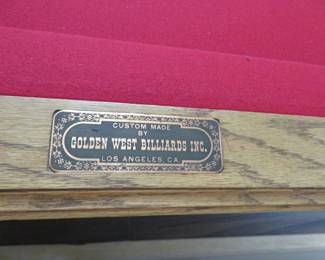 CUSTOM MADE
BY
GOLDEN WEST BILLIARDS INC.
LOS ANGELES, CA